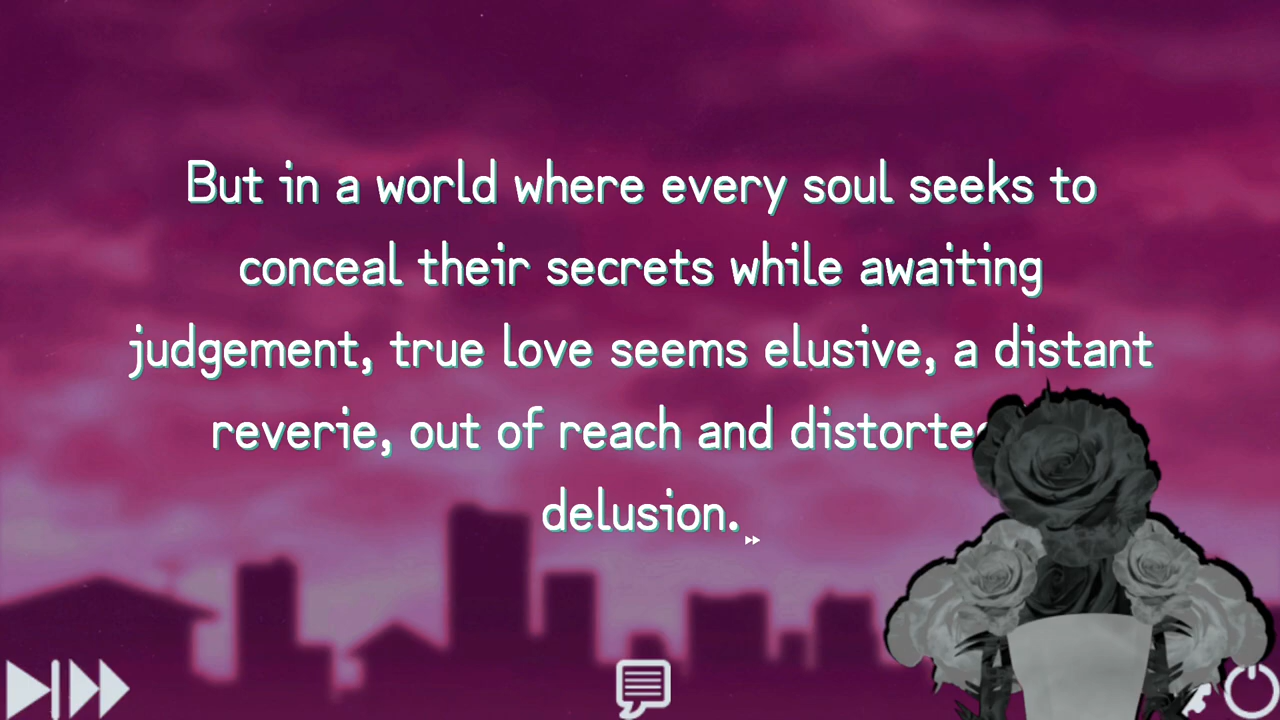 But in a world where every soul seeks to
conceal their secrets while awaiting
judgement, true love seems elusive, a distant
reverie, out of reach and
delusion.